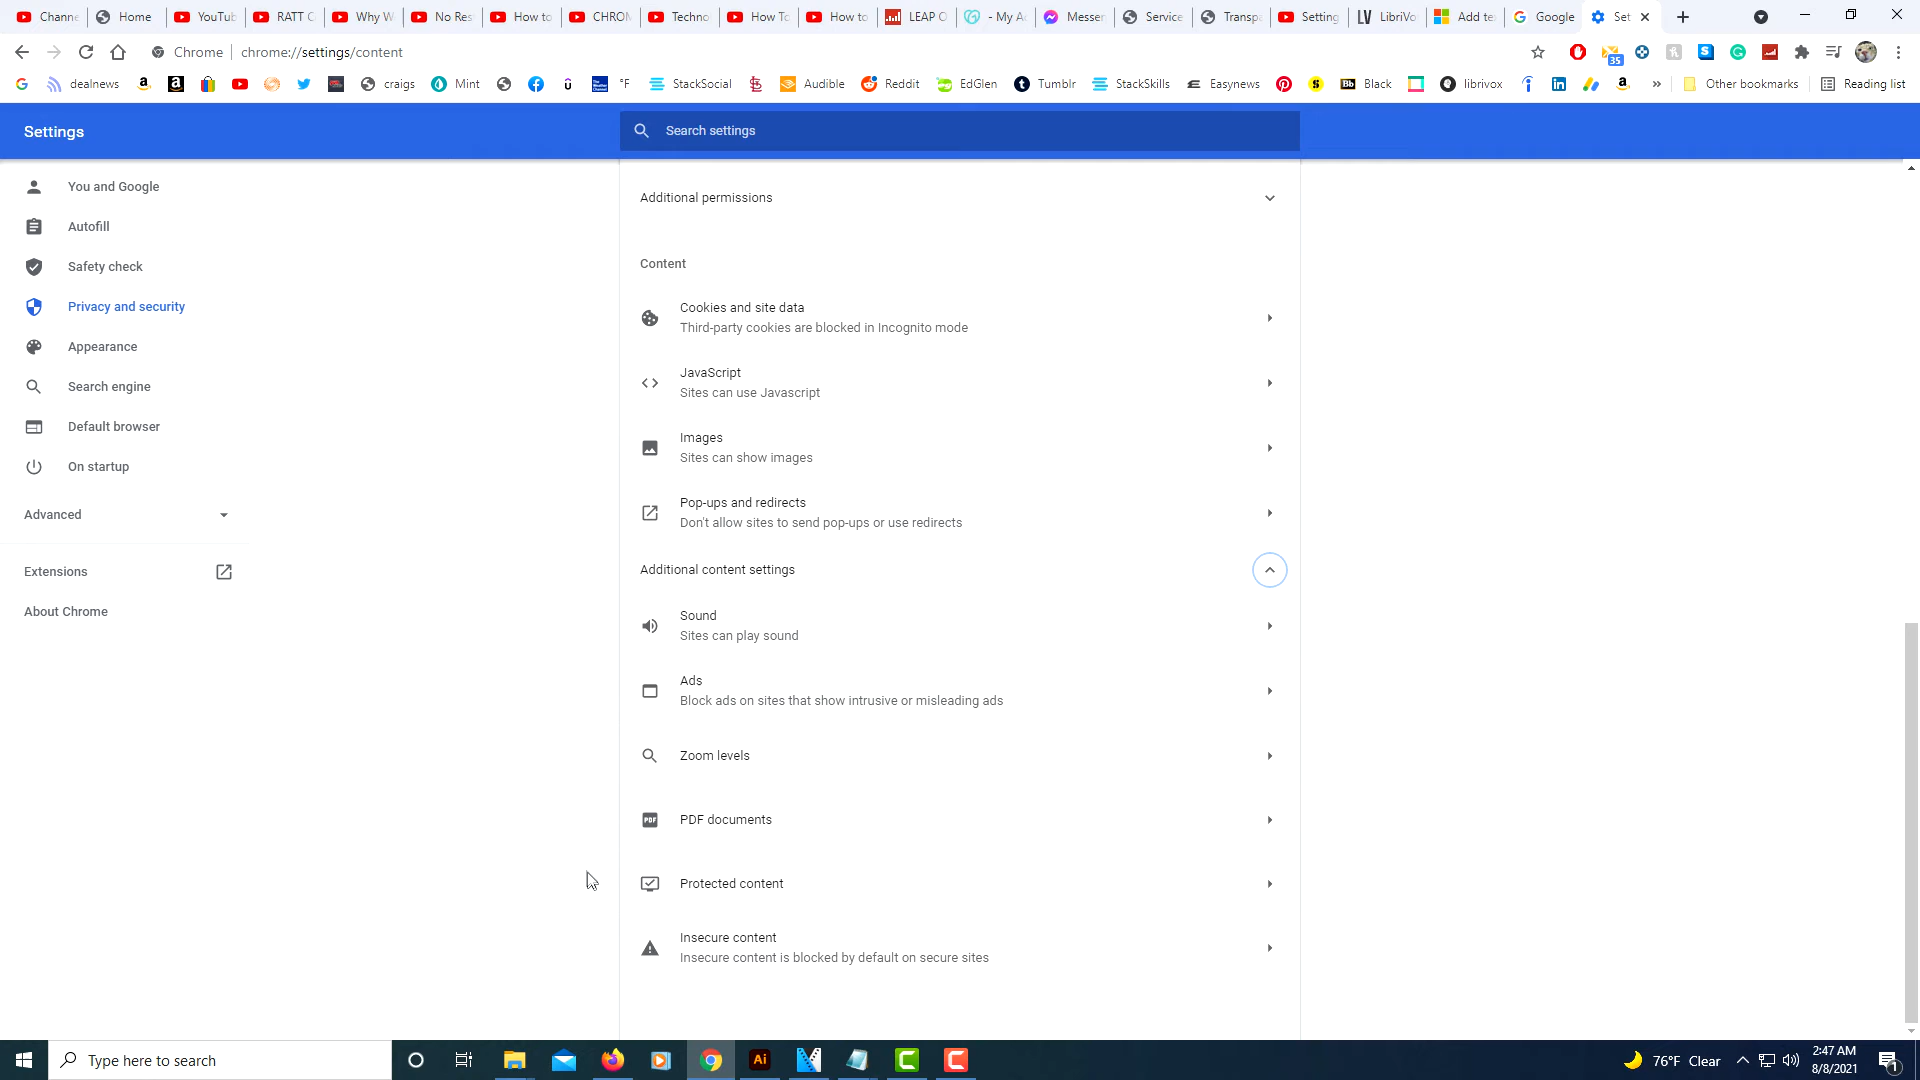 Chann YouTub RATT C Why W No Res How to CHROM Techno How To How to LEAP O - My A Messen Service Transpa Setting LibriVo Add te Google Set
Chrome chrome://settings/content 35
dealnews craigs Mint °F StackSocial Audible Reddit EdGlen Tumblr StackSkills Easynews Black librivox » Other bookmarks Reading list
Settings
Search settings
You and Google
Autofill
Safety check
Privacy and security
Appearance
Search engine
Default browser
On startup
Advanced
Extensions
About Chrome
Additional permissions
Content
Cookies and site data
Third-party cookies are blocked in Incognito mode
JavaScript
Sites can use Javascript
Images
Sites can show images
Pop-ups and redirects
Don't allow sites to send pop-ups or use redirects
Additional content settings
Sound
Sites can play sound
Ads
Block ads on sites that show intrusive or misleading ads
Zoom levels
PDF documents
Protected content
Insecure content
Insecure content is blocked by default on secure sites
Type here to search
76°F Clear
2:47 AM
8/8/2021